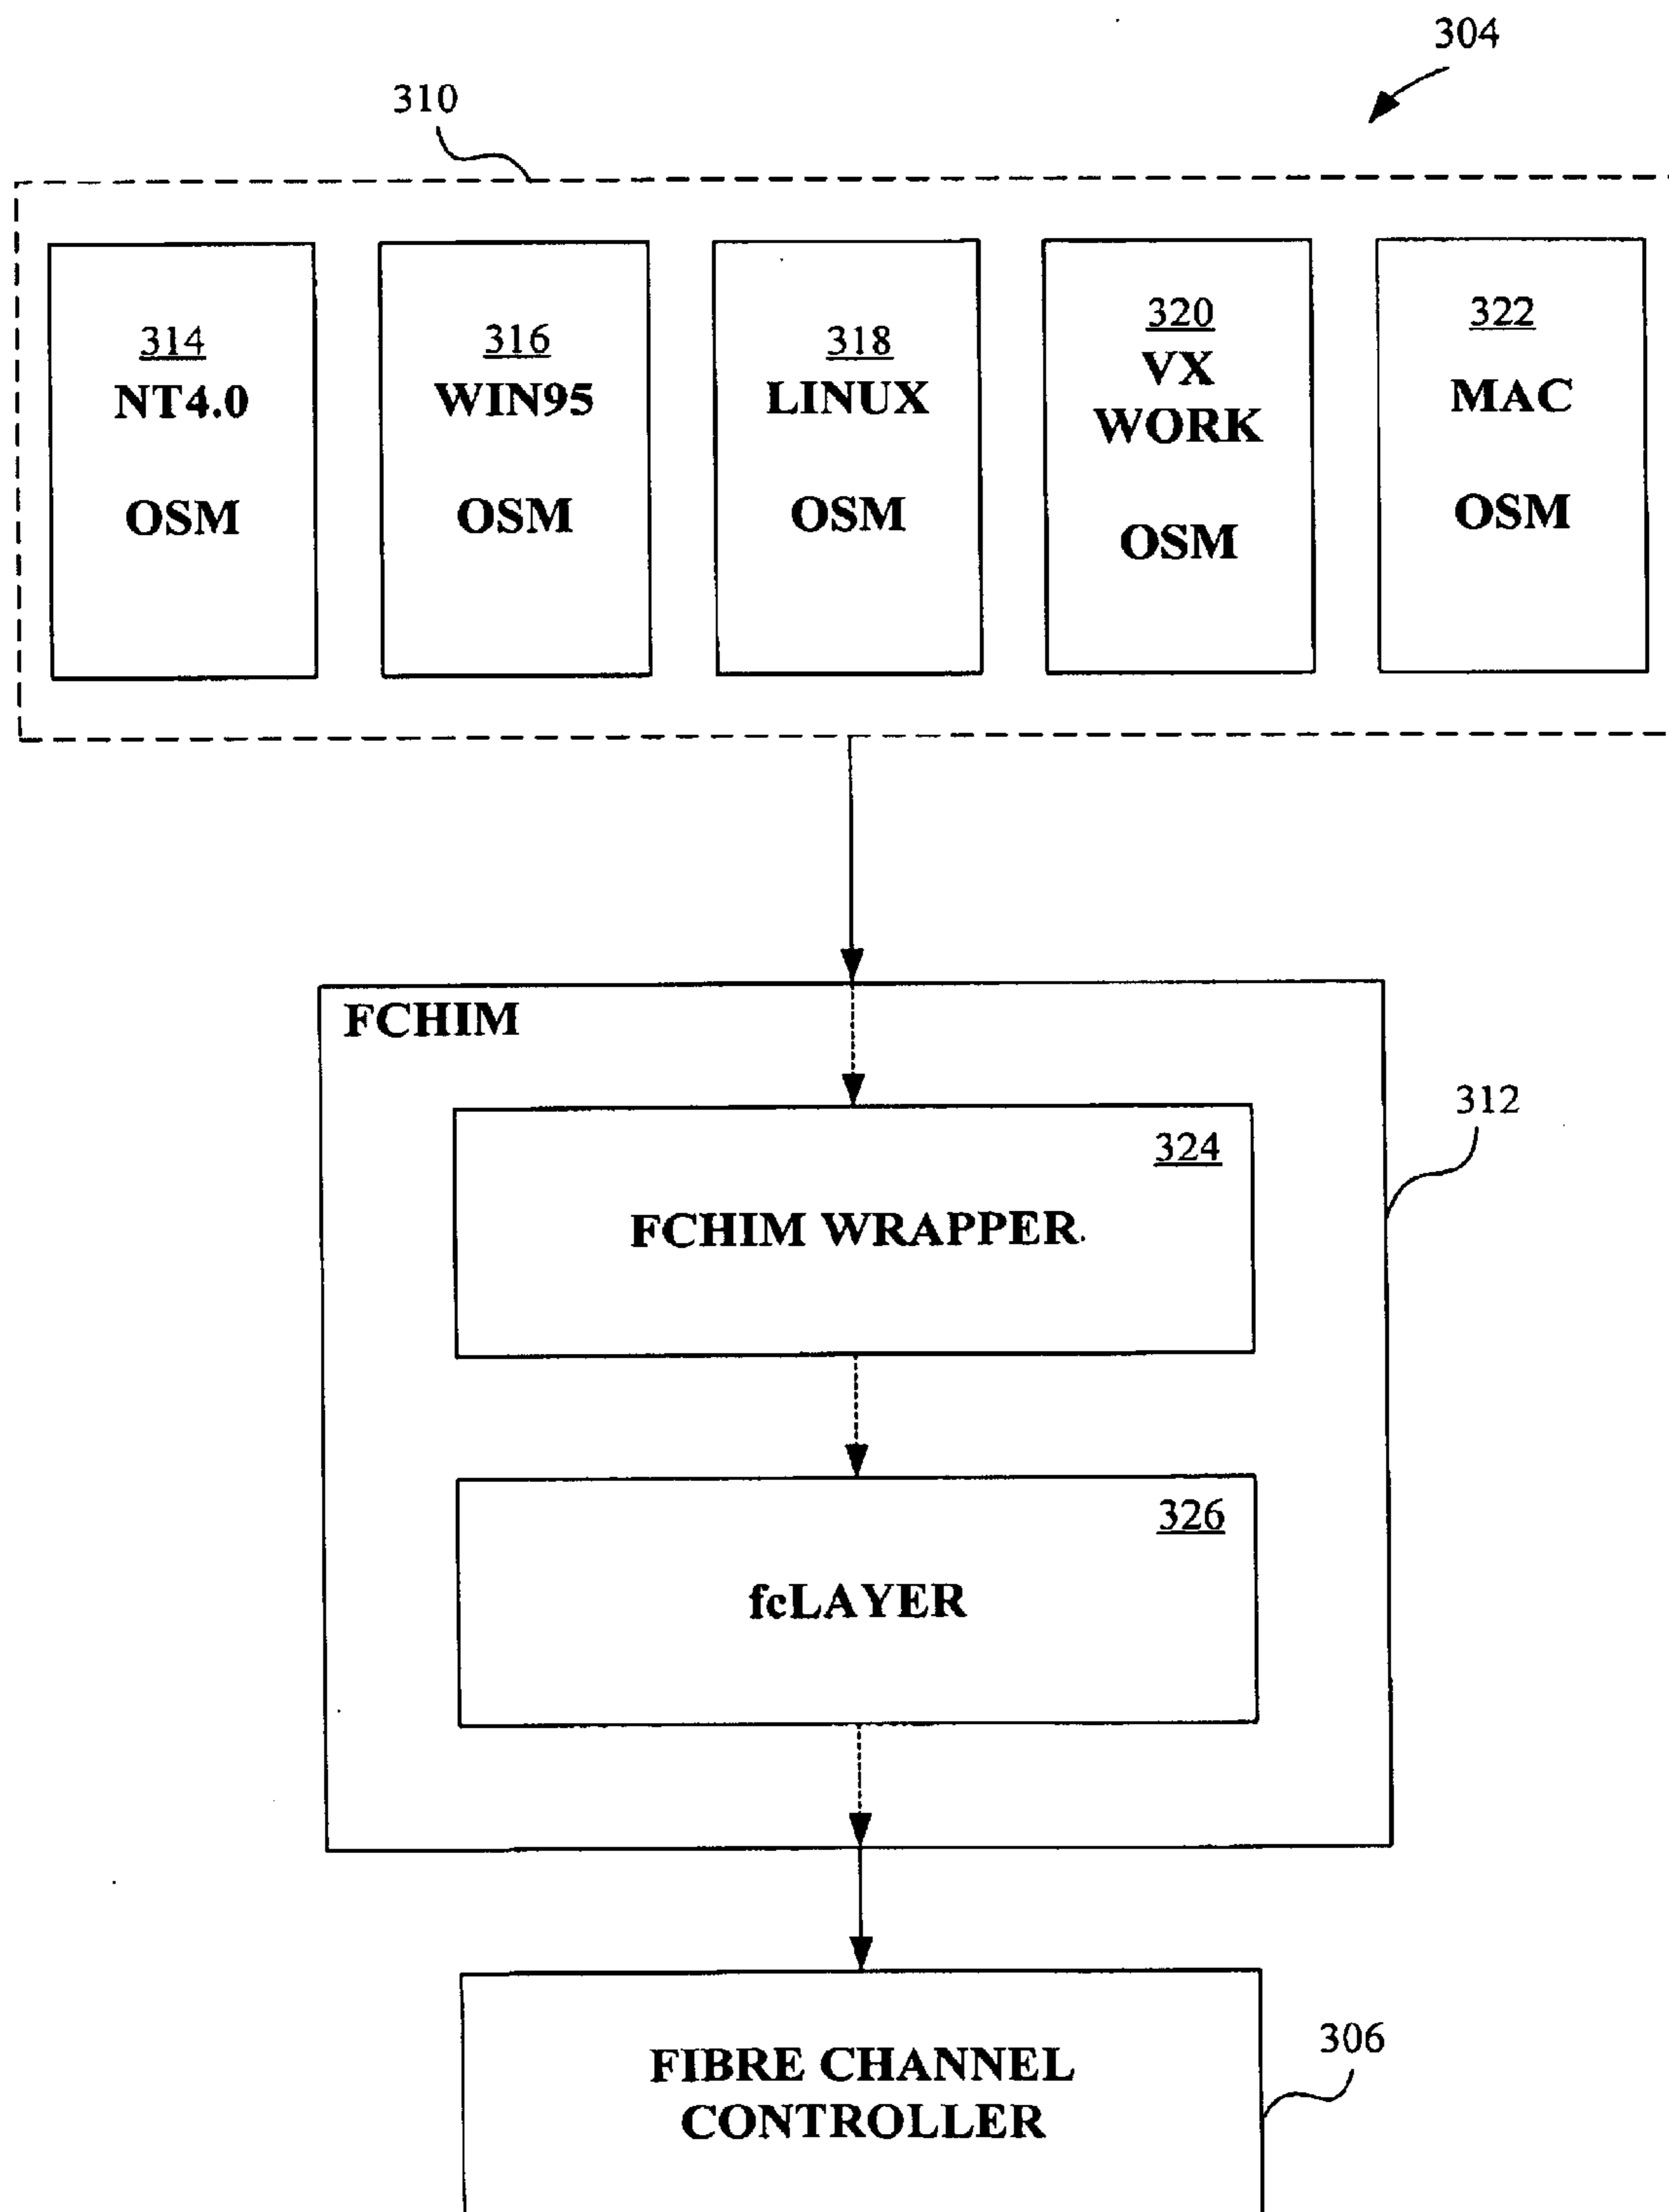 304
310
314
NT4.0
OSM
316
WIN95
OSM
318
LINUX
OSM
320
VX
WORK
OSM
322
MAC
OSM
FCHIM
312
324
FCHIM WRAPPER.
326
fcLAYER
306
FIBRE CHANNEL
CONTROLLER